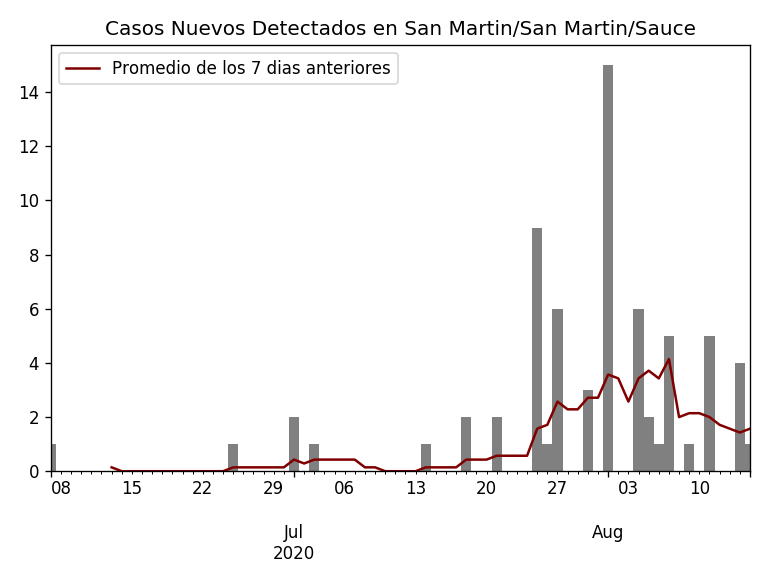 Casos Nuevos Detectados en San Martin/San Martin/Sauce
Promedio de los 7 dias anteriores
14
12
10
8
6
4
2
0
08 15 22 29 06 13 20 27 03 10
Jul Aug
2020